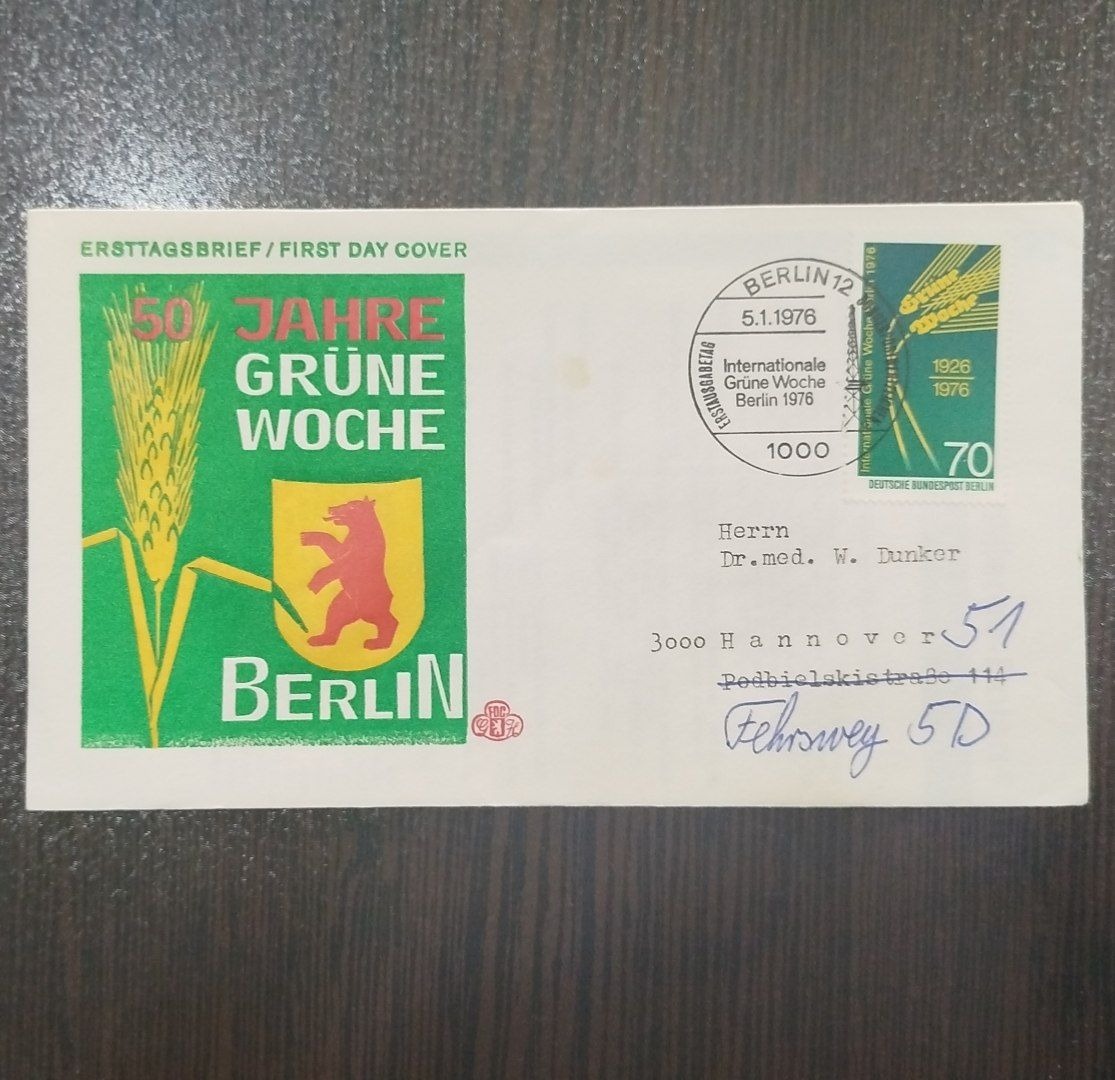 ERSTTAGSBRIEF / FIRST DAY COVER
50 JAHRE
GRÜNE
WOCHE
BERLIN
FDC
BERLIN 12
5.1.1976
ERSTAUSGABETAG
Internationale
Grüne Woche
Berlin 1976
1000
Internationale Grüne Woche Berlin 1976
Grüne
Woche
1926
1976
70
DEUTSCHE BUNDESPOST BERLIN
Herrn
Dr.med. W. Dunker
3000 Hannover 51
Podbielskistraße 114
Fehrsweg 5D